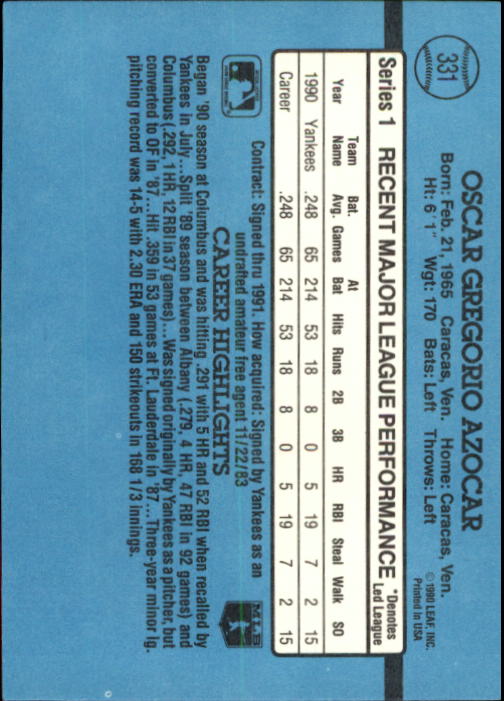 331
OSCAR GREGORIO AZOCAR
Born: Feb. 21, 1965 Caracas, Ven. Home: Caracas, Ven.
Ht: 6' 1" Wgt: 170 Bats: Left Throws: Left
© 1990 LEAF, INC.
Printed in USA
Series 1 RECENT MAJOR LEAGUE PERFORMANCE *Denotes Led League
Year Team Name Bat. Avg. Games At Bat Hits Runs 2B 3B HR RBI Steal Walk SO
1990 Yankees .248 65 214 53 18 8 0 5 19 7 2 15
Career .248 65 214 53 18 8 0 5 19 7 2 15
Contract: Signed thru 1991. How acquired: Signed by Yankees as an
undrafted amateur free agent 11/22/83
CAREER HIGHLIGHTS
MLB
Began '90 season at Columbus and was hitting .291 with 5 HR and 52 RBI when recalled by
Yankees in July... Split '89 season between Albany (.279, 4 HR, 47 RBI in 92 games) and
Columbus (.292, 1 HR, 12 RBI in 37 games)... Was signed originally by Yankees as a pitcher, but
converted to OF in '87... Hit .359 in 53 games at Ft. Lauderdale in '87... Three-year minor lg.
pitching record was 14-5 with 2.30 ERA and 150 strikeouts in 168 1/3 innings.